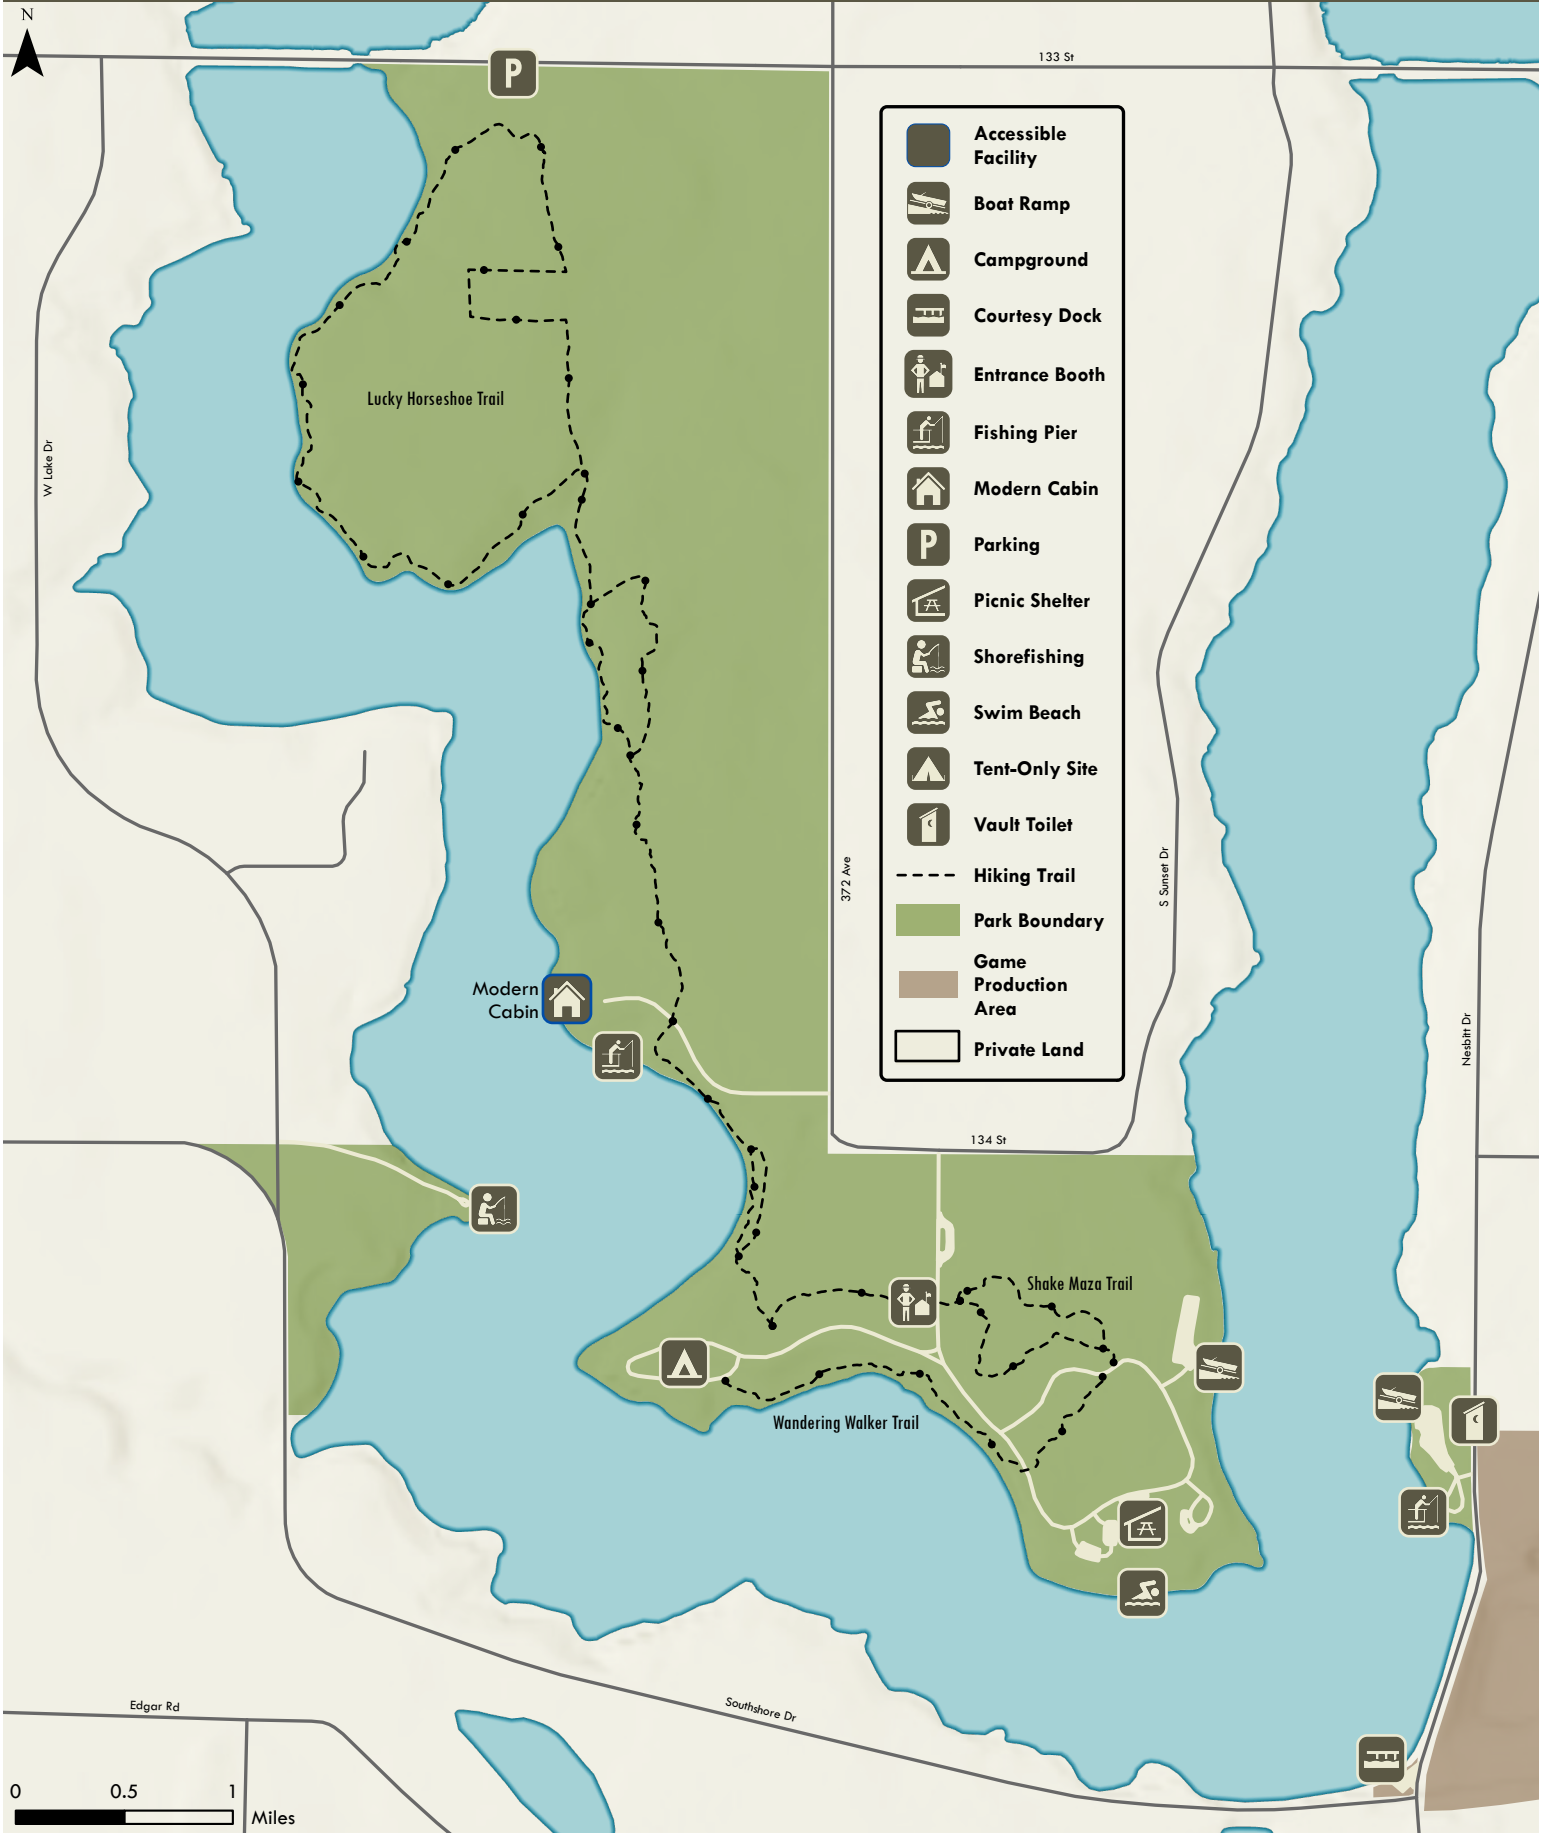 N
133 St
P
Accessible
Facility
Boat Ramp
Campground
Courtesy Dock
Entrance Booth
Fishing Pier
Modern Cabin
P
Parking
Picnic Shelter
Shorefishing
Swim Beach
Tent-Only Site
Vault Toilet
Hiking Trail
Park Boundary
Game
Production
Area
Private Land
Lucky Horseshoe Trail
W Lake Dr
372 Ave
S Sunset Dr
Modern
Cabin
Nesbitt Dr
134 St
Shake Maza Trail
Wandering Walker Trail
Edgar Rd
Southshore Dr
0 0.5 1
Miles